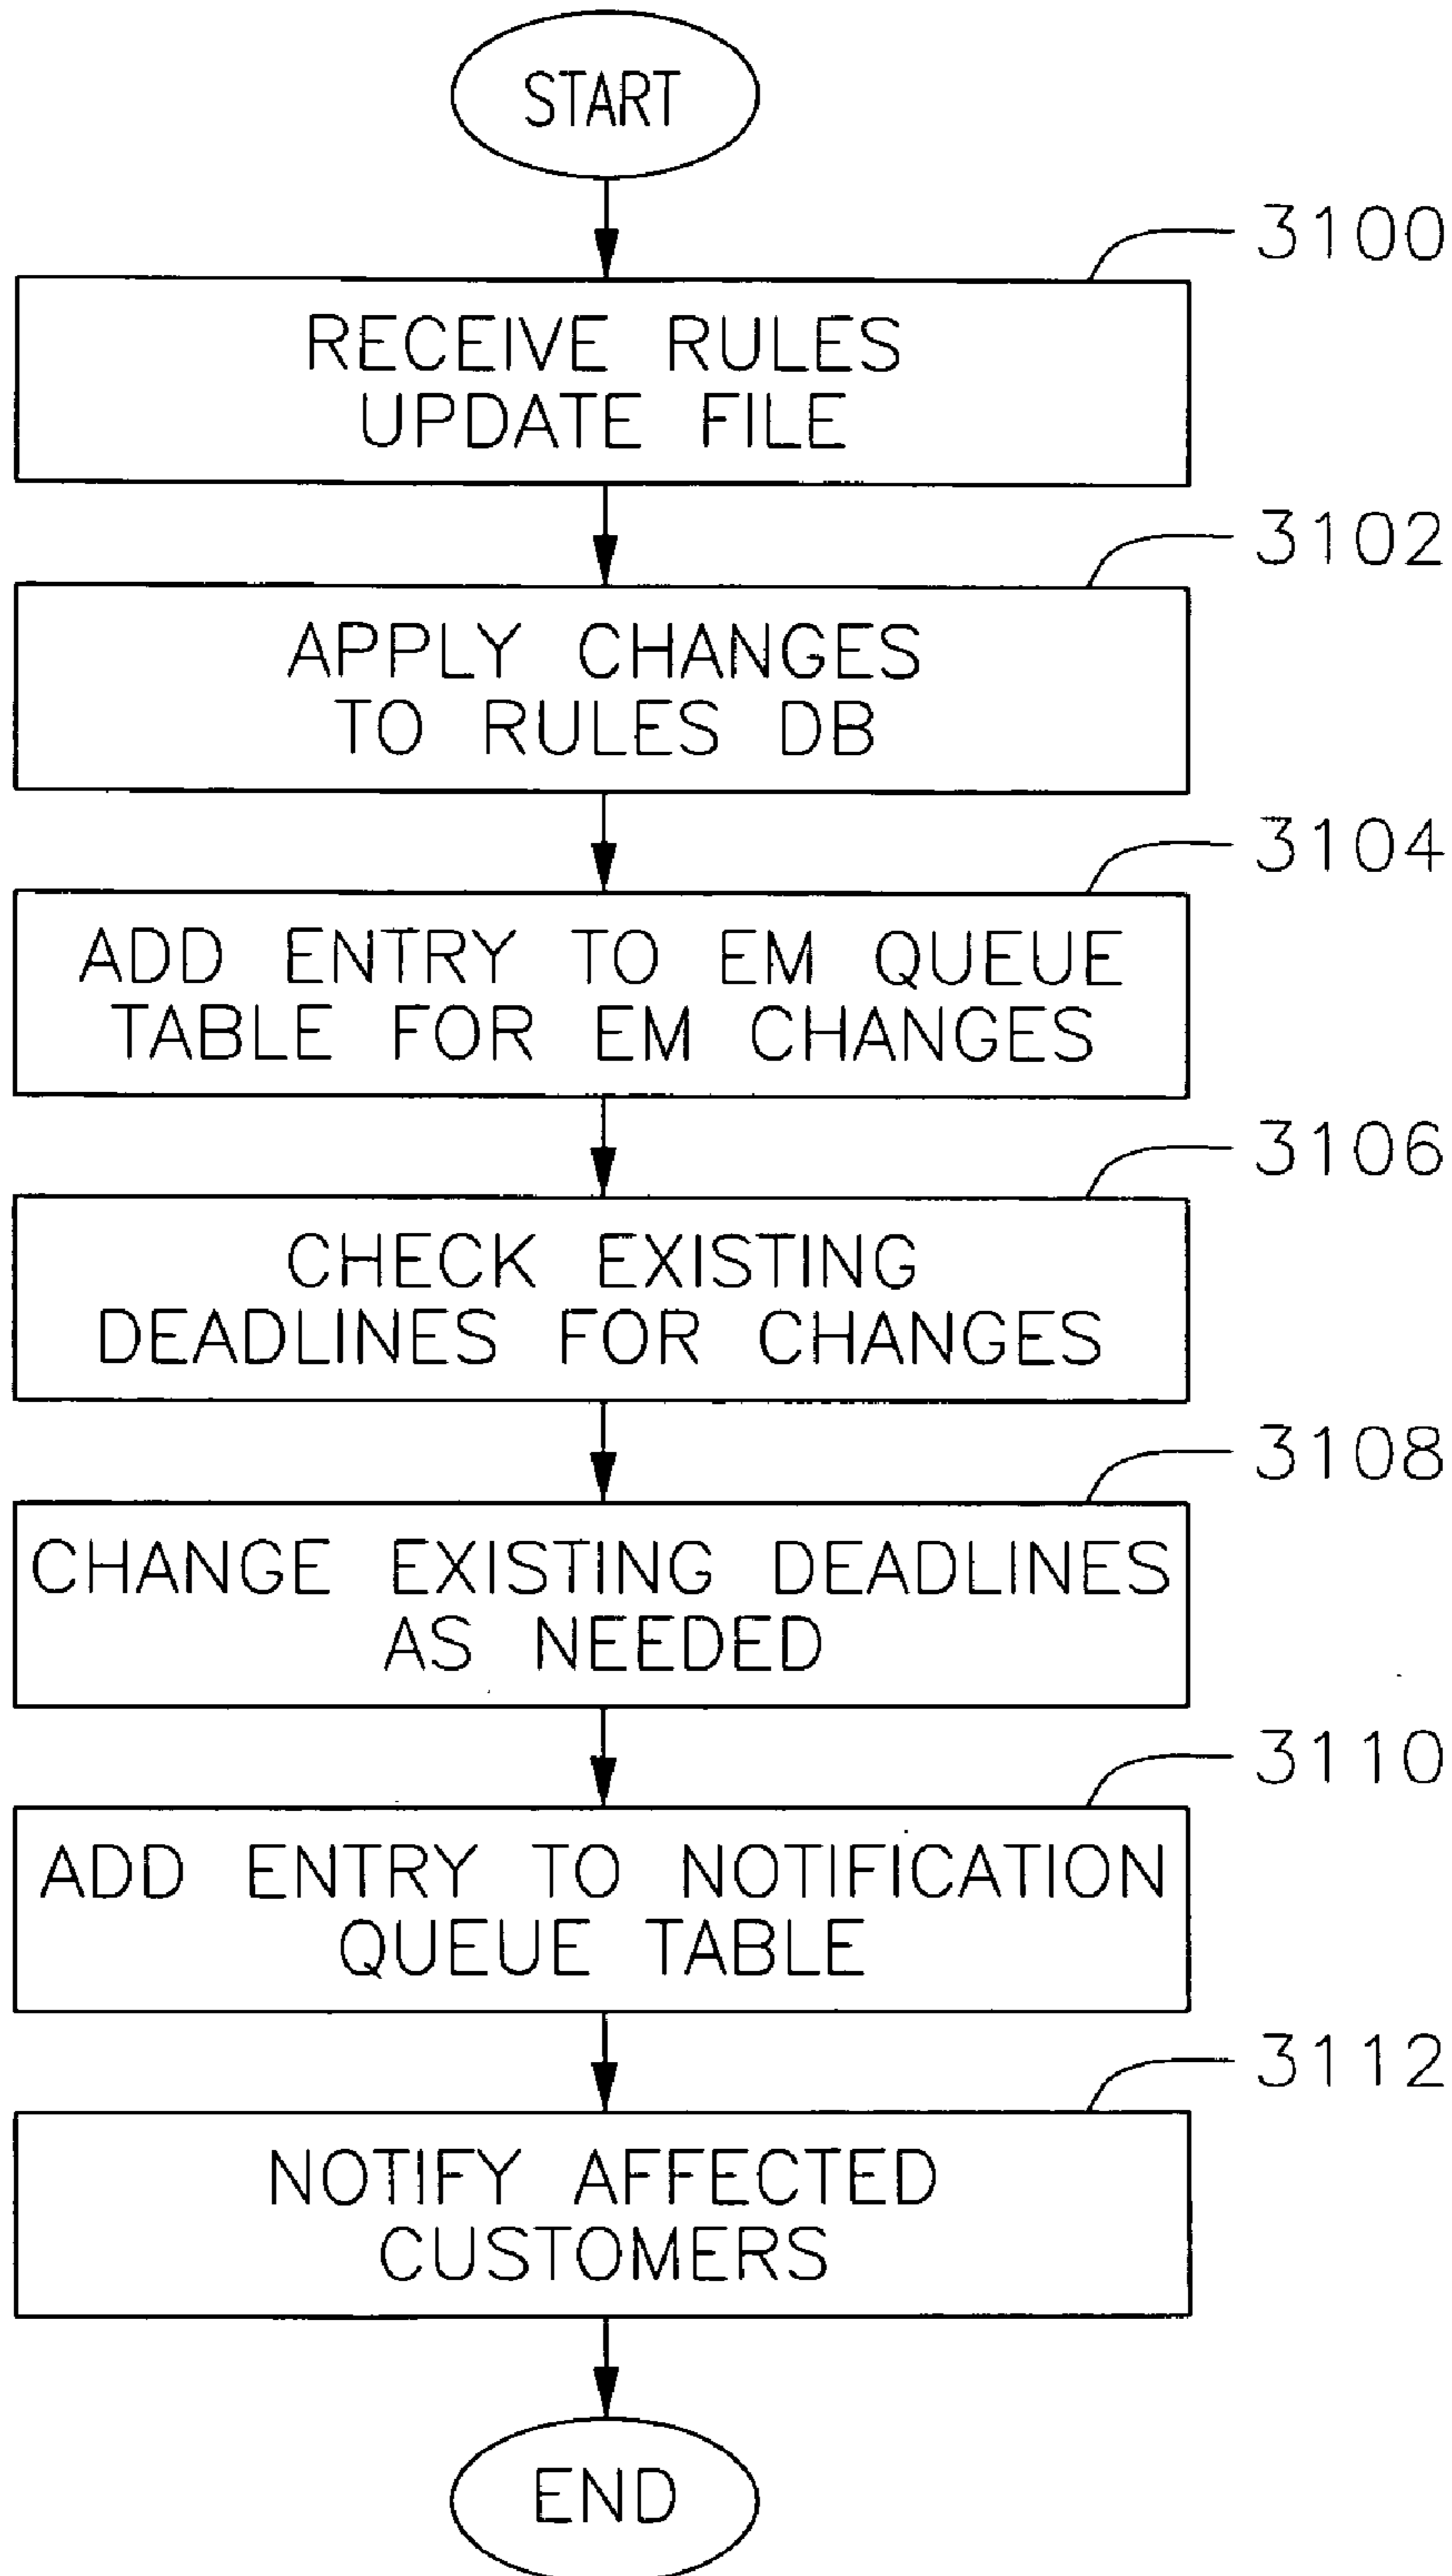 START
3100
RECEIVE RULES
UPDATE FILE
3102
APPLY CHANGES
TO RULES DB
3104
ADD ENTRY TO EM QUEUE
TABLE FOR EM CHANGES
3106
CHECK EXISTING
DEADLINES FOR CHANGES
3108
CHANGE EXISTING DEADLINES
AS NEEDED
3110
ADD ENTRY TO NOTIFICATION
QUEUE TABLE
3112
NOTIFY AFFECTED
CUSTOMERS
END